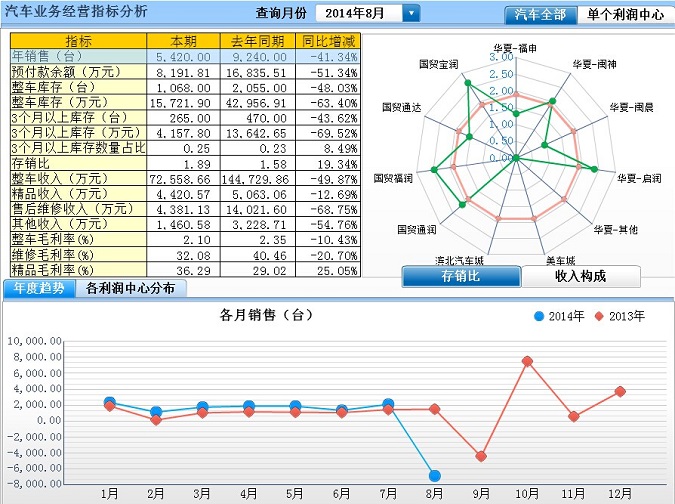 汽车业务经营指标分析 查询月份 2014年8月 汽车全部 单个利润中心
指标 本期 去年同期 同比增减
年销售（台） 5,420.00 9,240.00 -41.34%
预付款余额（万元） 8,191.81 16,835.51 -51.34%
整车库存（台） 1,068.00 2,055.00 -48.03%
整车库存（万元） 15,721.90 42,956.91 -63.40%
3个月以上库存（台） 265.00 470.00 -43.62%
3个月以上库存（万元） 4,157.80 13,642.65 -69.52%
3个月以上库存数量占比 0.25 0.23 8.49%
存销比 1.89 1.58 19.34%
整车收入（万元） 72,558.66 144,729.86 -49.87%
精品收入（万元） 4,420.57 5,063.06 -12.69%
售后维修收入（万元） 4,381.13 14,021.60 -68.75%
其他收入（万元） 1,460.58 3,228.71 -54.76%
整车毛利率(%) 2.10 2.35 -10.43%
维修毛利率(%) 32.08 40.46 -20.70%
精品毛利率(%) 36.29 29.02 25.05%
华夏-福申
华夏-闽神
华夏-闽晨
华夏-启润
华夏-其他
美车城
滨北汽车城
国贸通润
国贸福润
国贸通达
国贸宝润
3.00
2.50
2.00
1.50
1.00
0.50
0.00
存销比 收入构成
年度趋势 各利润中心分布
各月销售（台） 2014年 2013年
10,000.00
8,000.00
6,000.00
4,000.00
2,000.00
0.00
-2,000.00
-4,000.00
-6,000.00
-8,000.00
1月 2月 3月 4月 5月 6月 7月 8月 9月 10月 11月 12月